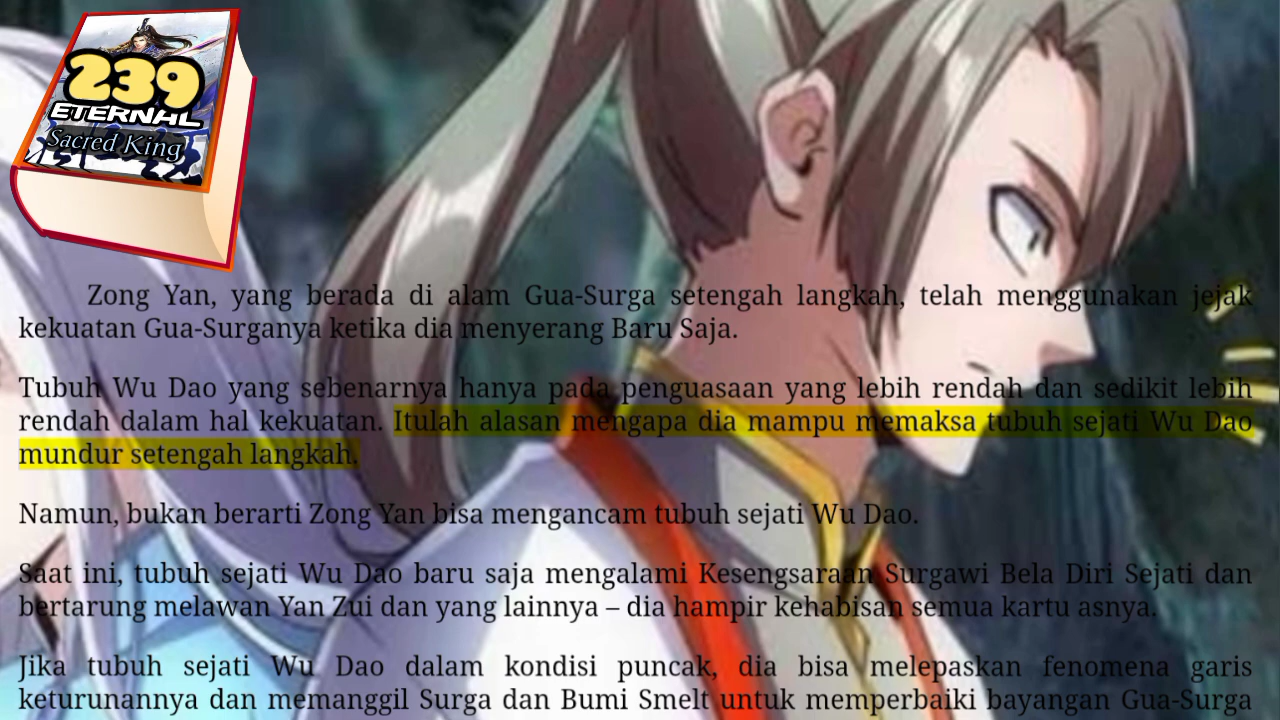 239
ETERNAL
Sacred King
Zong Yan, yang berada di alam Gua-Surga setengah langkah, telah menggunakan jejak
kekuatan Gua-Surganya ketika dia menyerang Baru Saja.
Tubuh Wu Dao yang sebenarnya hanya pada penguasaan yang lebih rendah dan sedikit lebih
rendah dalam hal kekuatan. Itulah alasan mengapa dia mampu memaksa tubuh sejati Wu Dao
mundur setengah langkah.
Namun, bukan berarti Zong Yan bisa mengancam tubuh sejati Wu Dao.
Saat ini, tubuh sejati Wu Dao baru saja mengalami Kesengsaraan Surgawi Bela Diri Sejati dan
bertarung melawan Yan Zui dan yang lainnya – dia hampir kehabisan semua kartu asnya.
Jika tubuh sejati Wu Dao dalam kondisi puncak, dia bisa melepaskan fenomena garis
keturunannya dan memanggil Surga dan Bumi Smelt untuk memperbaiki bayangan Gua-Surga